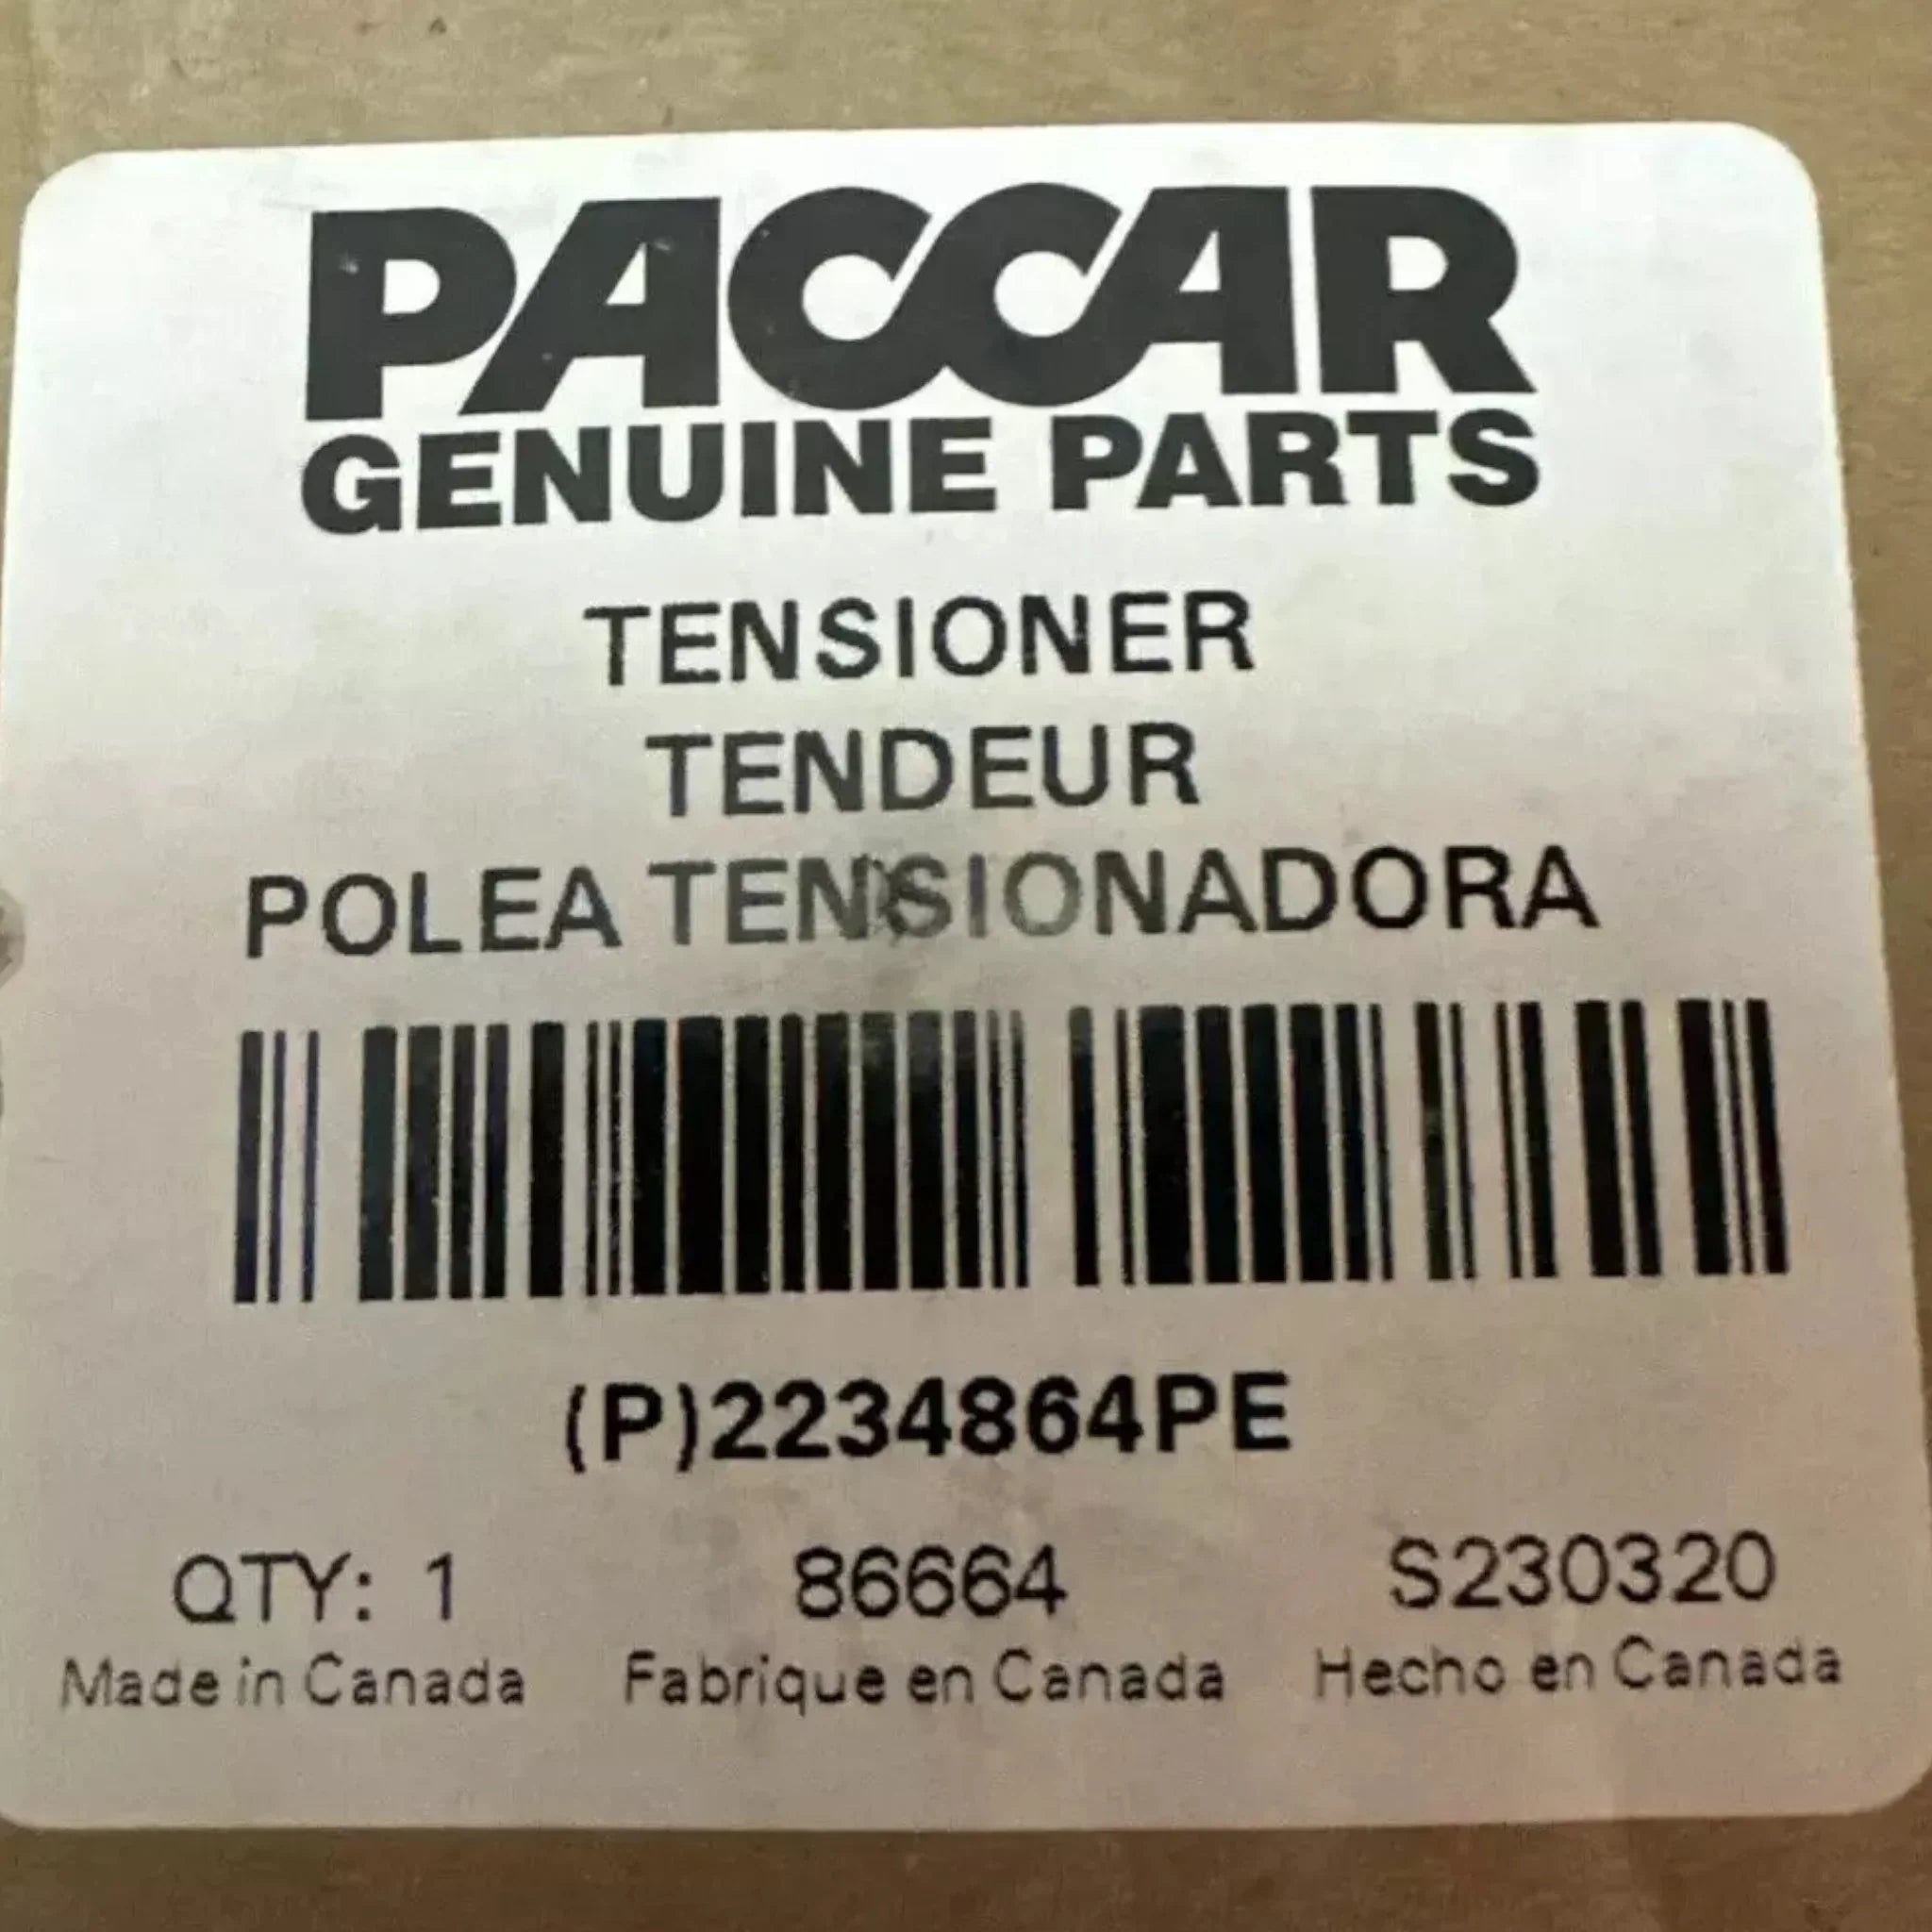 PACCAR
GENUINE PARTS
TENSIONER
TENDEUR
POLEA TENSIONADORA
(P)2234864PE
QTY: 1 86664 S230320
Made in Canada Fabrique en Canada Hecho en Canada